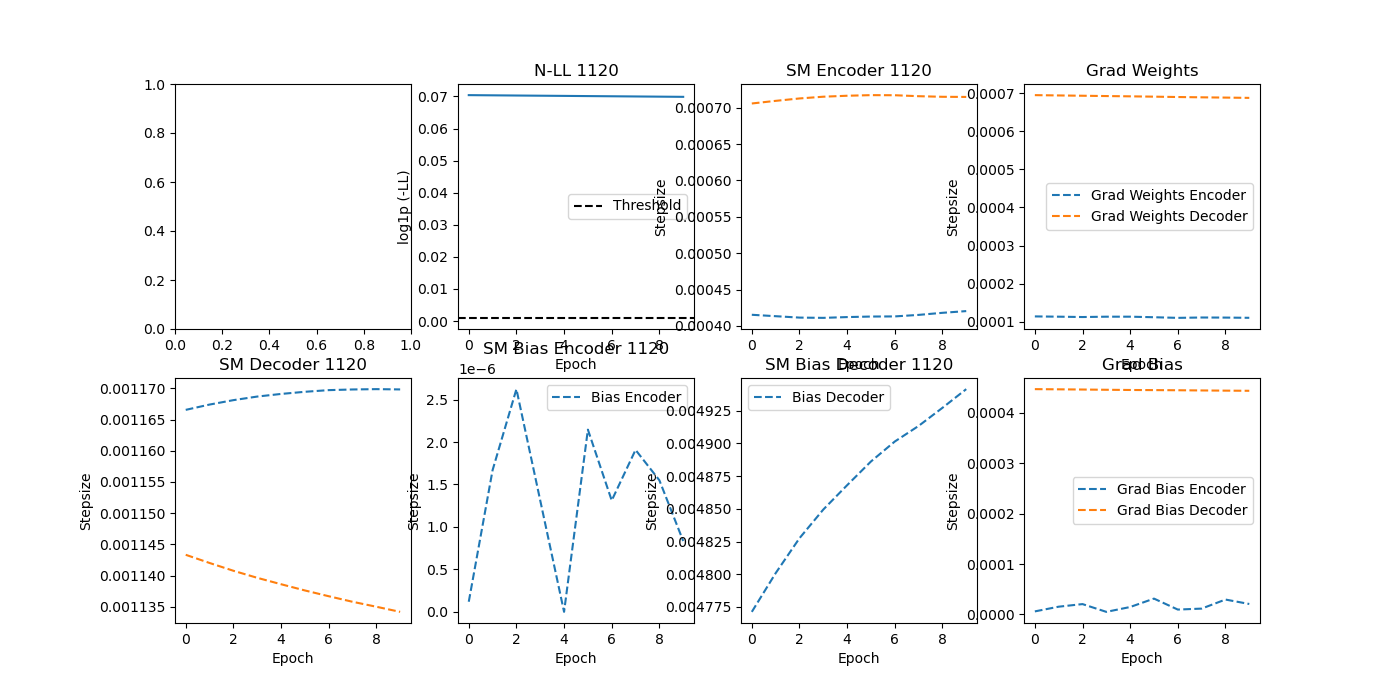 1.0
0.8
0.6
0.4
0.2
0.0
0.0 0.2 0.4 0.6 0.8 1.0
N-LL 1120
log1p (-LL)
0.07
0.06
0.05
0.04
0.03
0.02
0.01
0.00
Threshold
0 2 4 6 8
Epoch
SM Encoder 1120
Stepsize
0.00070
0.00065
0.00060
0.00055
0.00050
0.00045
0.00040
0 2 4 6 8
Epoch
Grad Weights
Stepsize
0.0007
0.0006
0.0005
0.0004
0.0003
0.0002
0.0001
Grad Weights Encoder
Grad Weights Decoder
0 2 4 6 8
Epoch
SM Decoder 1120
Stepsize
0.001170
0.001165
0.001160
0.001155
0.001150
0.001145
0.001140
0.001135
0 2 4 6 8
Epoch
SM Bias Encoder 1120
1e−6
Stepsize
2.5
2.0
1.5
1.0
0.5
0.0
Bias Encoder
0 2 4 6 8
Epoch
SM Bias Decoder 1120
Stepsize
0.004925
0.004900
0.004875
0.004850
0.004825
0.004800
0.004775
Bias Decoder
0 2 4 6 8
Epoch
Grad Bias
Stepsize
0.0004
0.0003
0.0002
0.0001
0.0000
Grad Bias Encoder
Grad Bias Decoder
0 2 4 6 8
Epoch